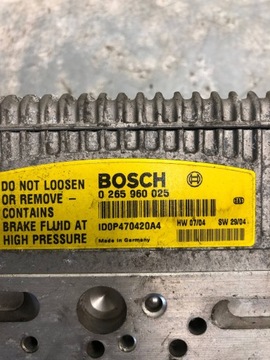 DO NOT LOOSEN
OR REMOVE -
CONTAINS
BRAKE FLUID AT
HIGH PRESSURE
BOSCH
0 265 960 025
ID0P470420A4
HW 07/04 SW 29/04
Made in Germany